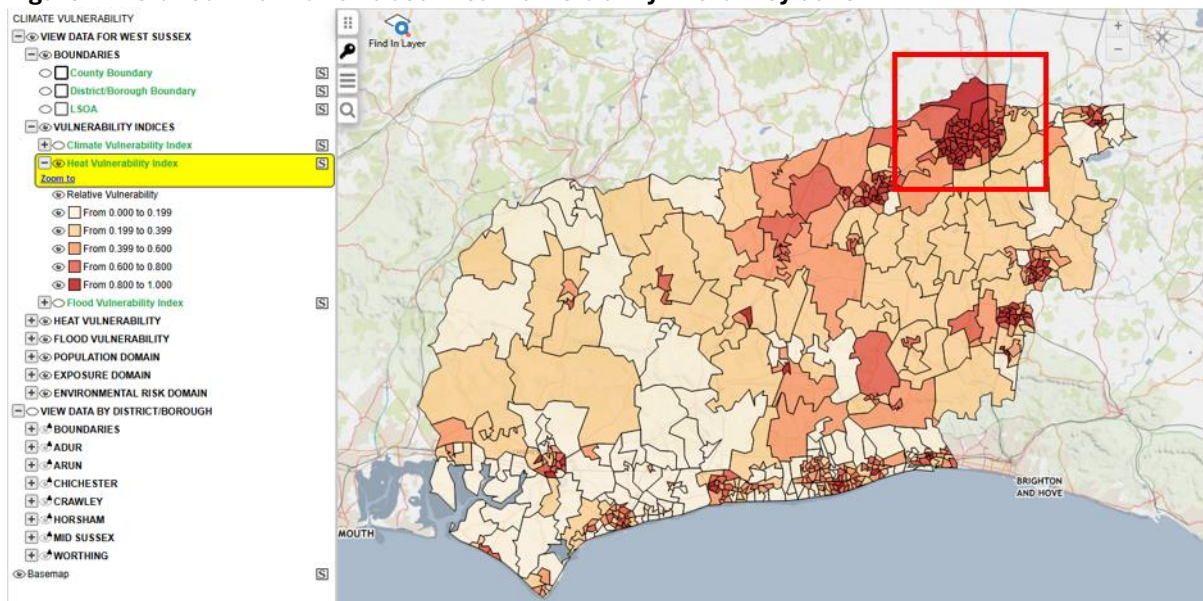 CLIMATE VULNERABILITY
VIEW DATA FOR WEST SUSSEX
BOUNDARIES
County Boundary S
District/Borough Boundary S
LSOA S
VULNERABILITY INDICES
Climate Vulnerability Index S
Heat Vulnerability Index S
Zoom to
Relative Vulnerability
From 0.000 to 0.199
From 0.199 to 0.399
From 0.399 to 0.600
From 0.600 to 0.800
From 0.800 to 1.000
Flood Vulnerability Index S
HEAT VULNERABILITY
FLOOD VULNERABILITY
POPULATION DOMAIN
EXPOSURE DOMAIN
ENVIRONMENTAL RISK DOMAIN
VIEW DATA BY DISTRICT/BOROUGH
BOUNDARIES
ADUR
ARUN
CHICHESTER
CRAWLEY
HORSHAM
MID SUSSEX
WORTHING
Basemap S
Find In Layer
BRIGHTON
AND HOVE
MOUTH